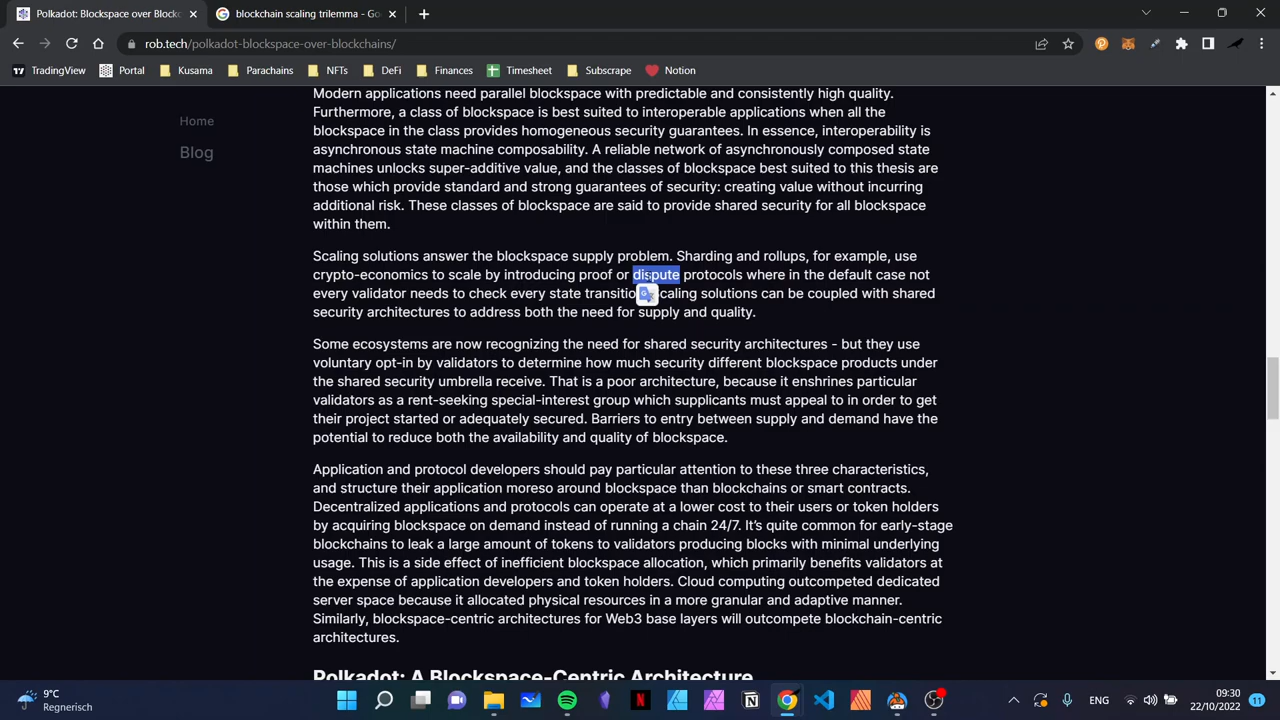 Polkadot: Blockspace over Blockc
blockchain scaling trilemma - Go
rob.tech/polkadot-blockspace-over-blockchains/
TradingView Portal Kusama Parachains NFTs DeFi Finances Timesheet Subscrape Notion
Home
Blog
Modern applications need parallel blockspace with predictable and consistently high quality.
Furthermore, a class of blockspace is best suited to interoperable applications when all the
blockspace in the class provides homogeneous security guarantees. In essence, interoperability is
asynchronous state machine composability. A reliable network of asynchronously composed state
machines unlocks super-additive value, and the classes of blockspace best suited to this thesis are
those which provide standard and strong guarantees of security: creating value without incurring
additional risk. These classes of blockspace are said to provide shared security for all blockspace
within them.
Scaling solutions answer the blockspace supply problem. Sharding and rollups, for example, use
crypto-economics to scale by introducing proof or dispute protocols where in the default case not
every validator needs to check every state transitio caling solutions can be coupled with shared
security architectures to address both the need for supply and quality.
Some ecosystems are now recognizing the need for shared security architectures - but they use
voluntary opt-in by validators to determine how much security different blockspace products under
the shared security umbrella receive. That is a poor architecture, because it enshrines particular
validators as a rent-seeking special-interest group which supplicants must appeal to in order to get
their project started or adequately secured. Barriers to entry between supply and demand have the
potential to reduce both the availability and quality of blockspace.
Application and protocol developers should pay particular attention to these three characteristics,
and structure their application moreso around blockspace than blockchains or smart contracts.
Decentralized applications and protocols can operate at a lower cost to their users or token holders
by acquiring blockspace on demand instead of running a chain 24/7. It's quite common for early-stage
blockchains to leak a large amount of tokens to validators producing blocks with minimal underlying
usage. This is a side effect of inefficient blockspace allocation, which primarily benefits validators at
the expense of application developers and token holders. Cloud computing outcompeted dedicated
server space because it allocated physical resources in a more granular and adaptive manner.
Similarly, blockspace-centric architectures for Web3 base layers will outcompete blockchain-centric
architectures.
Polkadot: A Blockspace-Centric Architecture
9°C
Regnerisch
ENG
09:30
22/10/2022
11